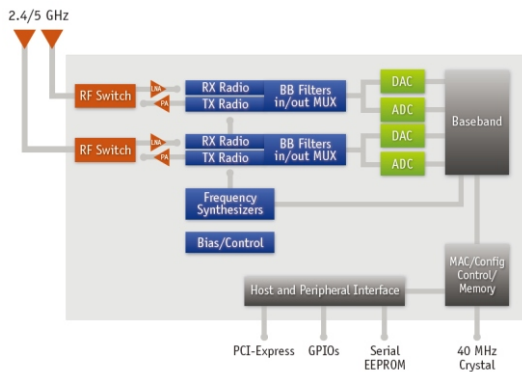 2.4/5 GHz
RF Switch
LNA
PA
RX Radio
TX Radio
BB Filters
in/out MUX
DAC
ADC
Baseband
RF Switch
LNA
PA
RX Radio
TX Radio
BB Filters
in/out MUX
DAC
ADC
Frequency
Synthesizers
Bias/Control
MAC/Config
Control/
Memory
Host and Peripheral Interface
PCI-Express
GPIOs
Serial
EEPROM
40 MHz
Crystal